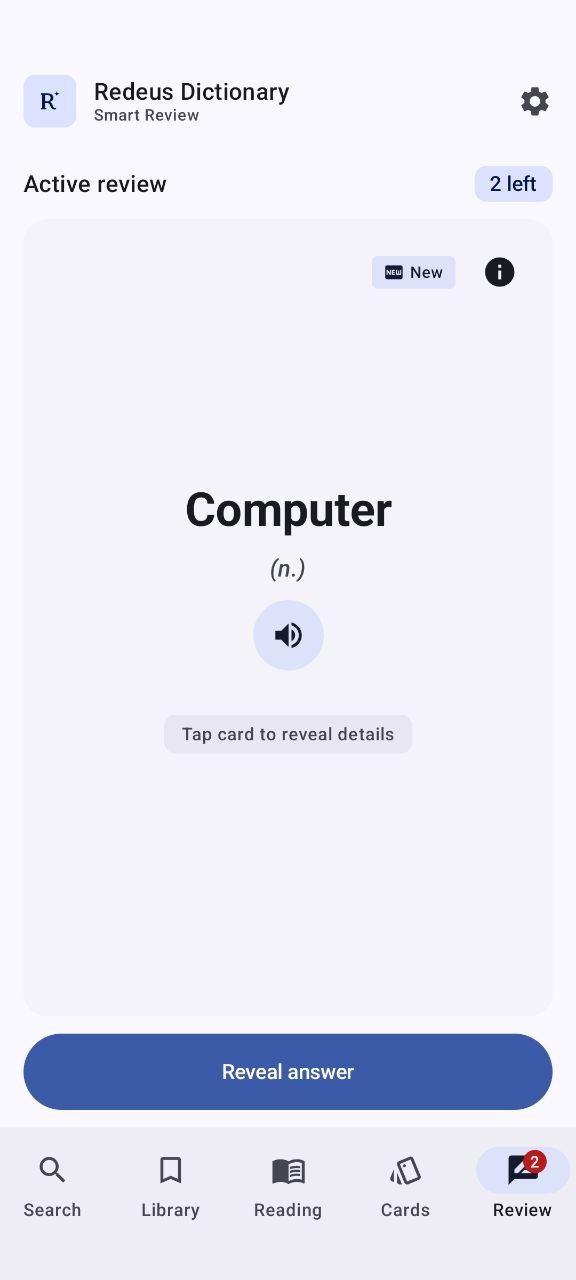 R
Redeus Dictionary
Smart Review
Active review
2 left
NEW New
Computer
(n.)
Tap card to reveal details
Reveal answer
2
Search
Library
Reading
Cards
Review